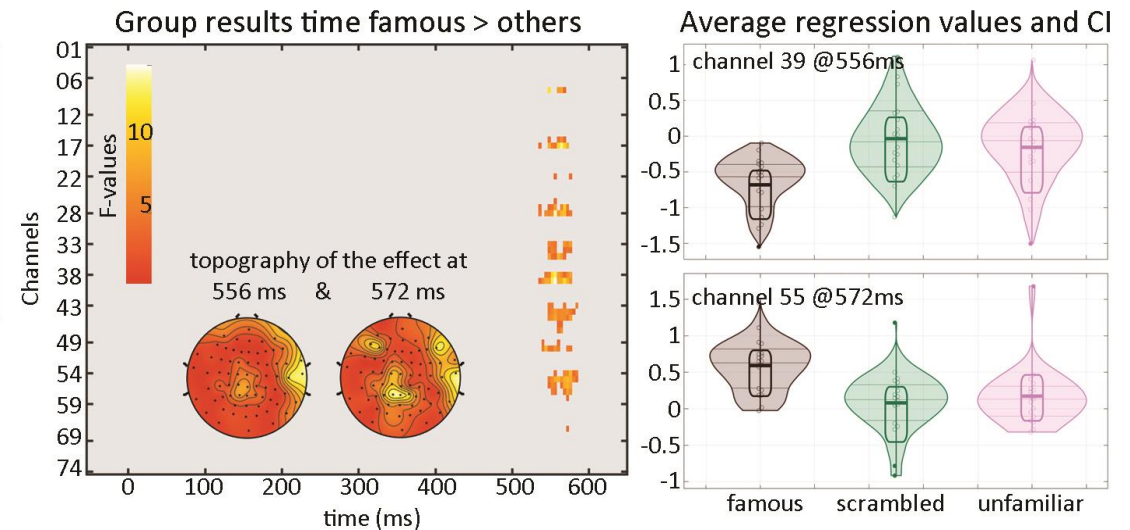 Group results time famous > others
01
06
12
17
22
28
33
38
43
49
54
59
69
74
Channels
F-values
10
5
topography of the effect at
556 ms & 572 ms
0 100 200 300 400 500 600
time (ms)
Average regression values and CI
channel 39 @556ms
1
0.5
0
-0.5
-1
-1.5
channel 55 @572ms
1.5
1
0.5
0
-0.5
-1
famous scrambled unfamiliar